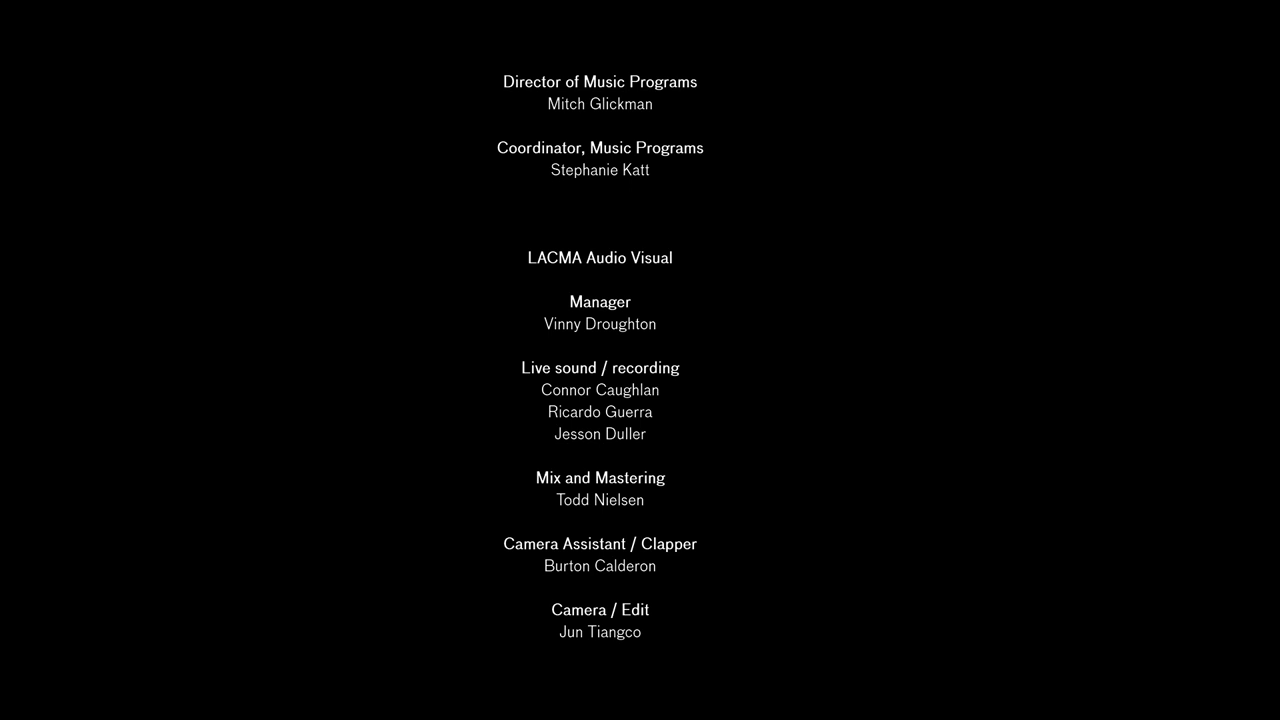 Director of Music Programs
Mitch Glickman
Coordinator, Music Programs
Stephanie Katt
LACMA Audio Visual
Manager
Vinny Droughton
Live sound / recording
Connor Caughlan
Ricardo Guerra
Jesson Duller
Mix and Mastering
Todd Nielsen
Camera Assistant / Clapper
Burton Calderon
Camera / Edit
Jun Tiangco